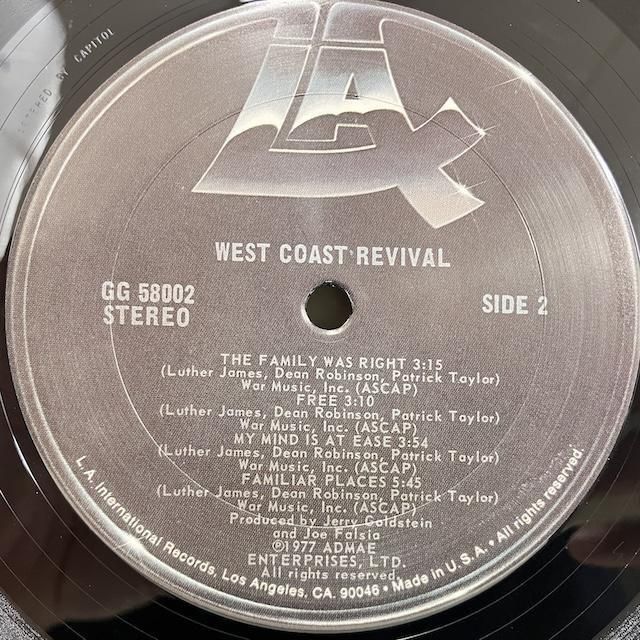 LAX
WEST COAST REVIVAL
GG 58002
STEREO
SIDE 2
THE FAMILY WAS RIGHT 3:15
(Luther James, Dean Robinson, Patrick Taylor)
War Music, Inc. (ASCAP)
FREE 3:10
(Luther James, Dean Robinson, Patrick Taylor)
War Music, Inc. (ASCAP)
MY MIND IS AT EASE 3:54
(Luther James, Dean Robinson, Patrick Taylor)
War Music, Inc. (ASCAP)
FAMILIAR PLACES 5:45
(Luther James, Dean Robinson, Patrick Taylor)
War Music, Inc. (ASCAP)
Produced by Jerry Goldstein
and Joe Falsia
℗1977 ADMAE
ENTERPRISES, LTD.
All rights reserved.
L.A. International Records, Los Angeles, CA. 90046 • Made in U.S.A. • All rights reserved.
BY CAPITOL